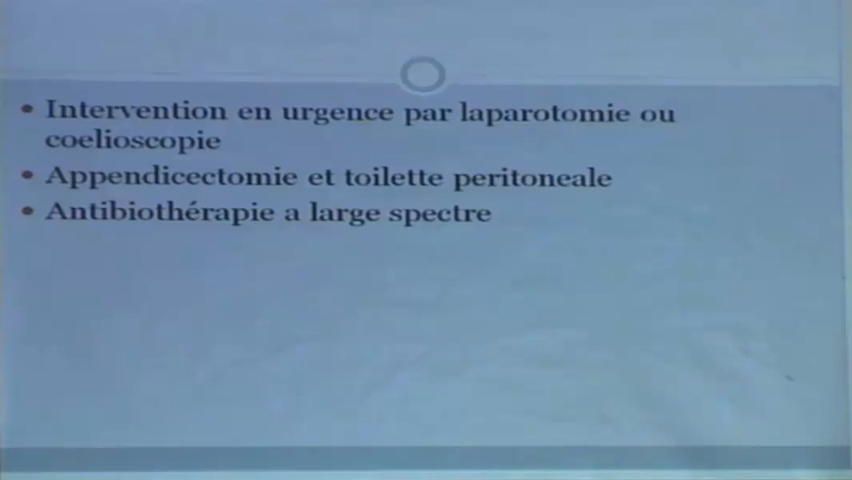 • Intervention en urgence par laparotomie ou
coelioscopie
• Appendicectomie et toilette peritoneale
• Antibiothérapie a large spectre